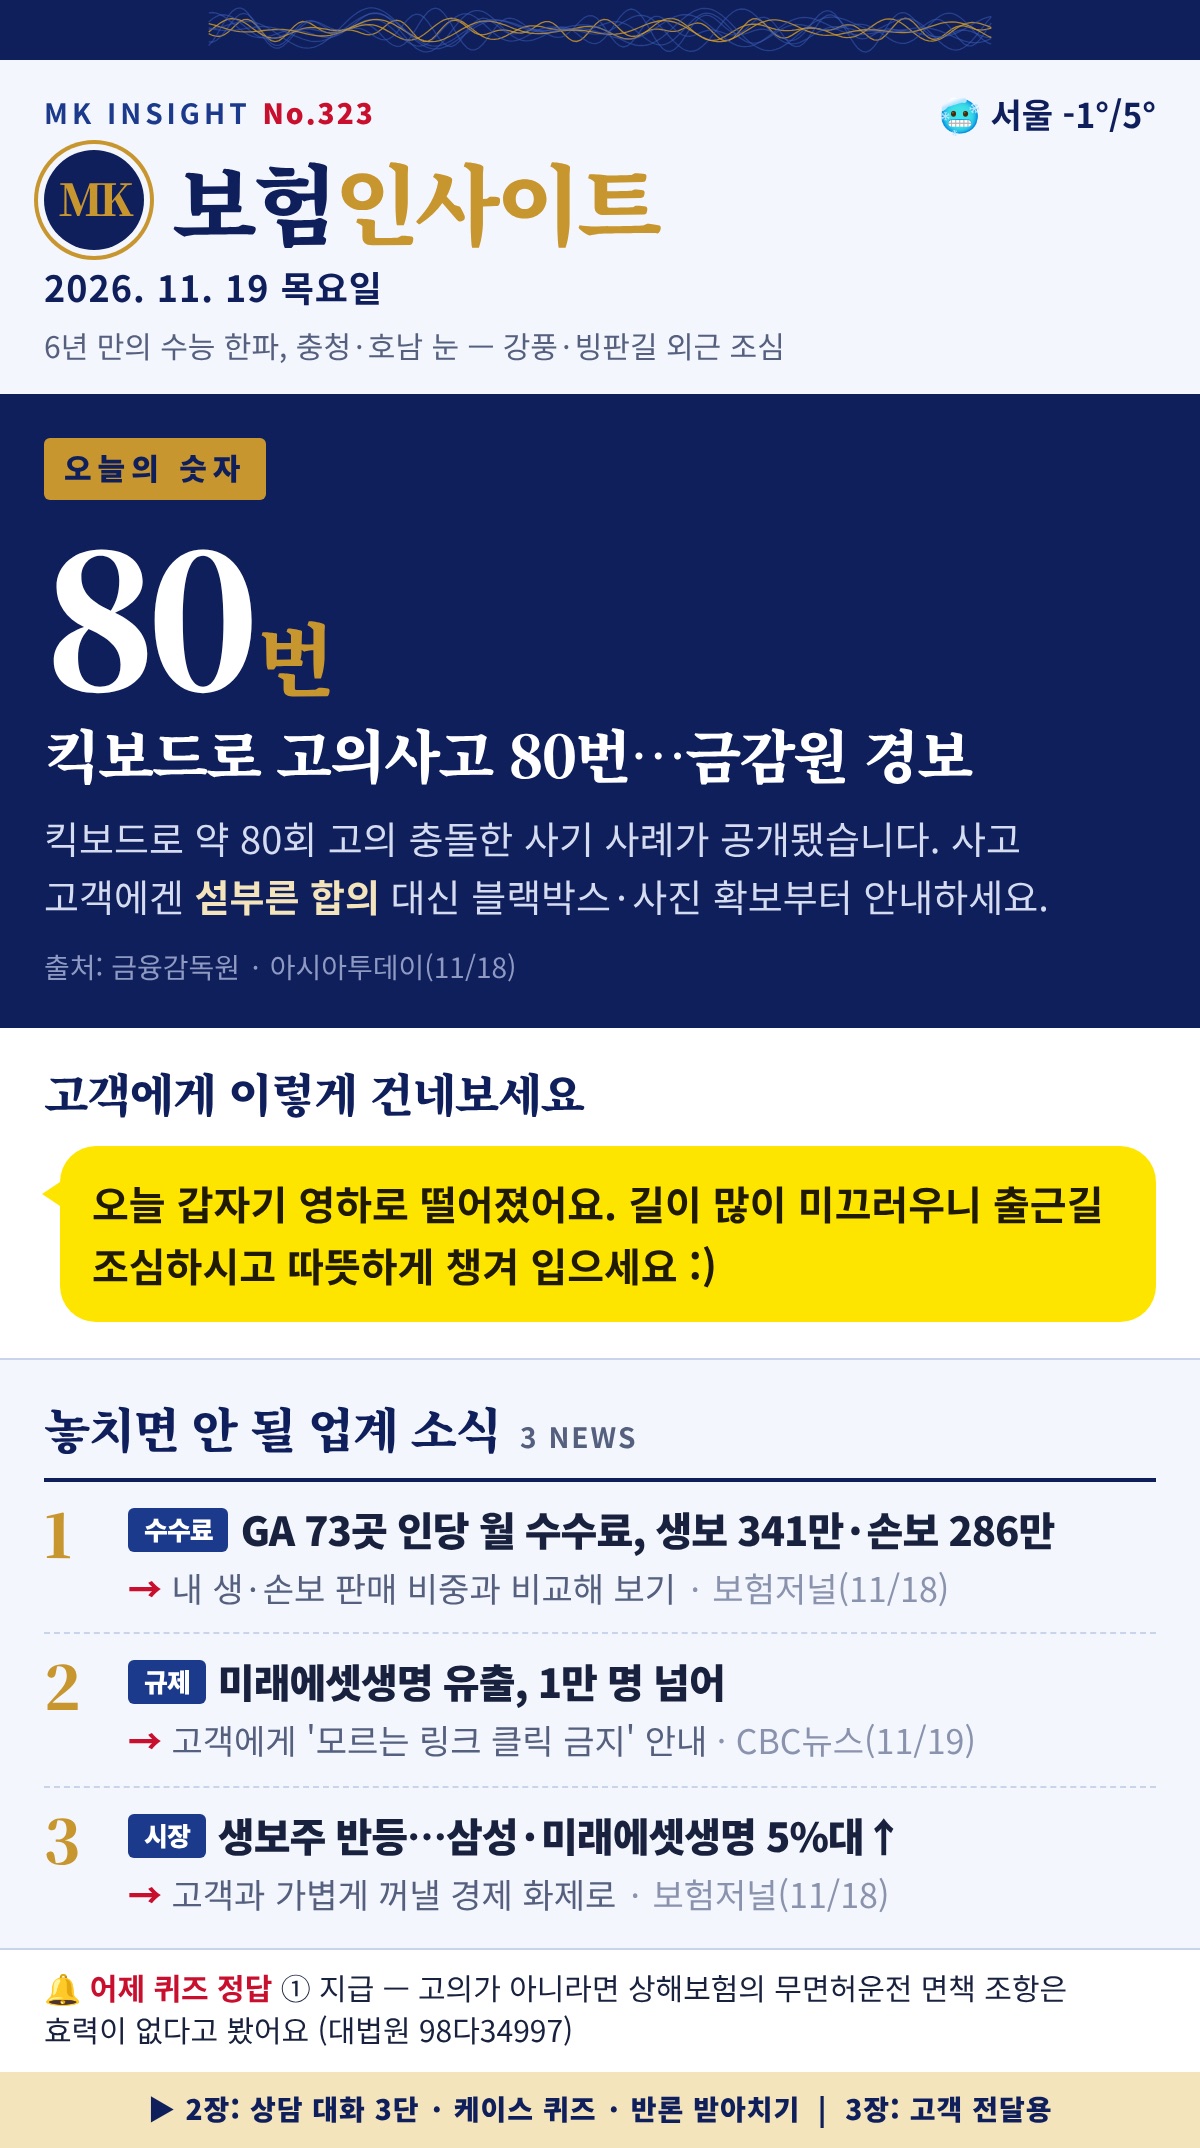 MK INSIGHT No.323
🥶 서울 -1°/5°
MK 보험인사이트
2026. 11. 19 목요일
6년 만의 수능 한파, 충청·호남 눈 — 강풍·빙판길 외근 조심
오늘의 숫자
80번
킥보드로 고의사고 80번…금감원 경보
킥보드로 약 80회 고의 충돌한 사기 사례가 공개됐습니다. 사고
고객에겐 섣부른 합의 대신 블랙박스·사진 확보부터 안내하세요.
출처: 금융감독원 · 아시아투데이(11/18)
고객에게 이렇게 건네보세요
오늘 갑자기 영하로 떨어졌어요. 길이 많이 미끄러우니 출근길
조심하시고 따뜻하게 챙겨 입으세요 :)
놓치면 안 될 업계 소식 3 NEWS
1 수수료 GA 73곳 인당 월 수수료, 생보 341만·손보 286만
→ 내 생·손보 판매 비중과 비교해 보기 · 보험저널(11/18)
2 규제 미래에셋생명 유출, 1만 명 넘어
→ 고객에게 '모르는 링크 클릭 금지' 안내 · CBC뉴스(11/19)
3 시장 생보주 반등…삼성·미래에셋생명 5%대↑
→ 고객과 가볍게 꺼낼 경제 화제로 · 보험저널(11/18)
🔔 어제 퀴즈 정답 ① 지급 — 고의가 아니라면 상해보험의 무면허운전 면책 조항은
효력이 없다고 봤어요 (대법원 98다34997)
▶ 2장: 상담 대화 3단 · 케이스 퀴즈 · 반론 받아치기 | 3장: 고객 전달용